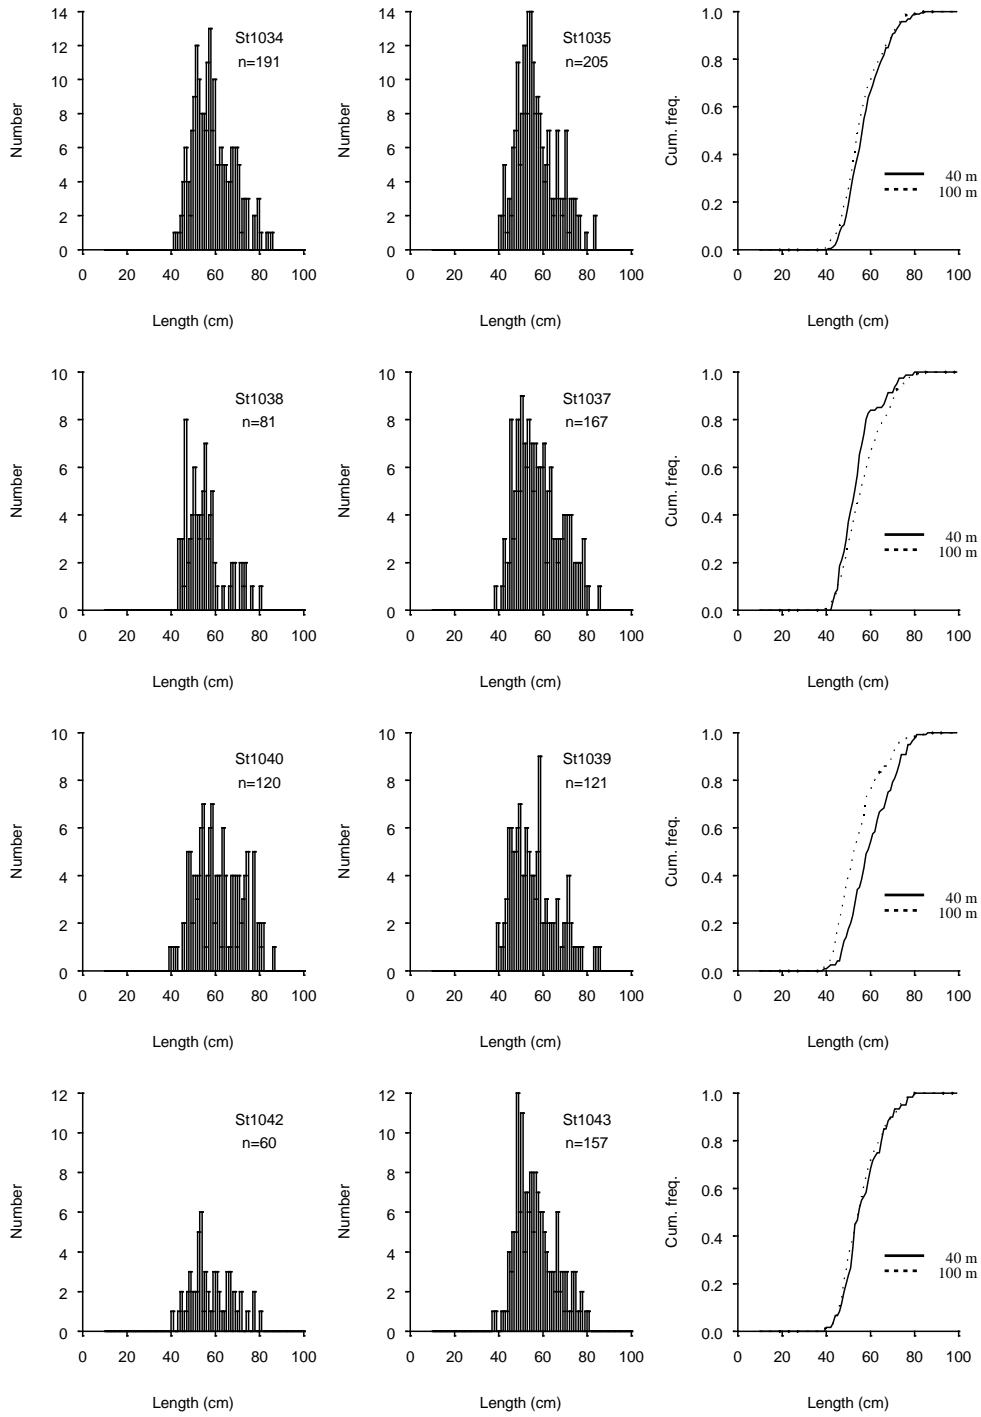 14 14 1.0
St1034 St1035
12 12
n=191 n=205 0.8
10 10
Number Number Cum. freq.
8 8 0.6
6 6 0.4
40 m
4 4
0.2 100 m
2 2
0 0 0.0
0 20 40 60 80 100 0 20 40 60 80 100 0 20 40 60 80 100
Length (cm) Length (cm) Length (cm)
10 10 1.0
St1038 St1037
8 n=81 8 n=167 0.8
Number Number Cum. freq.
6 6 0.6
4 4 0.4
40 m
100 m
2 2 0.2
0 0 0.0
0 20 40 60 80 100 0 20 40 60 80 100 0 20 40 60 80 100
Length (cm) Length (cm) Length (cm)
10 10 1.0
St1040 St1039
8 n=120 8 n=121 0.8
Number Number Cum. freq.
6 6 0.6
4 4 0.4
40 m
100 m
2 2 0.2
0 0 0.0
0 20 40 60 80 100 0 20 40 60 80 100 0 20 40 60 80 100
Length (cm) Length (cm) Length (cm)
12 12 1.0
St1042 St1043
10 n=60 10 n=157
0.8
Number Number Cum. freq.
8 8
0.6
6 6
0.4
4 4
40 m
100 m
2 2 0.2
0 0 0.0
0 20 40 60 80 100 0 20 40 60 80 100 0 20 40 60 80 100
Length (cm) Length (cm) Length (cm)